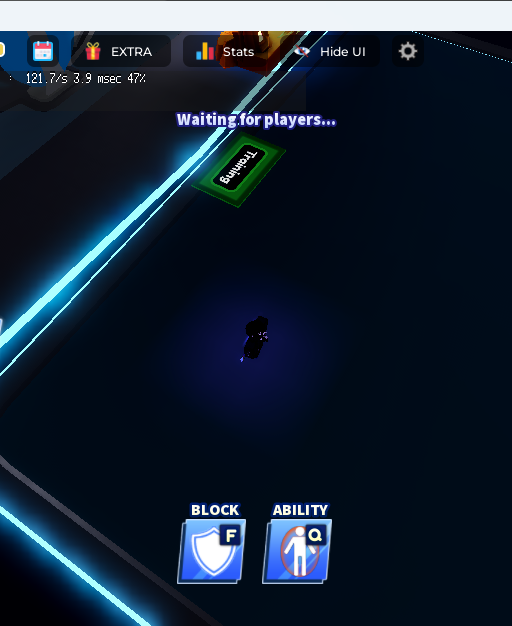 EXTRA
Stats
Hide UI
: 121.7/s 3.9 msec 47%
Waiting for players...
Training
BLOCK
ABILITY
F
Q